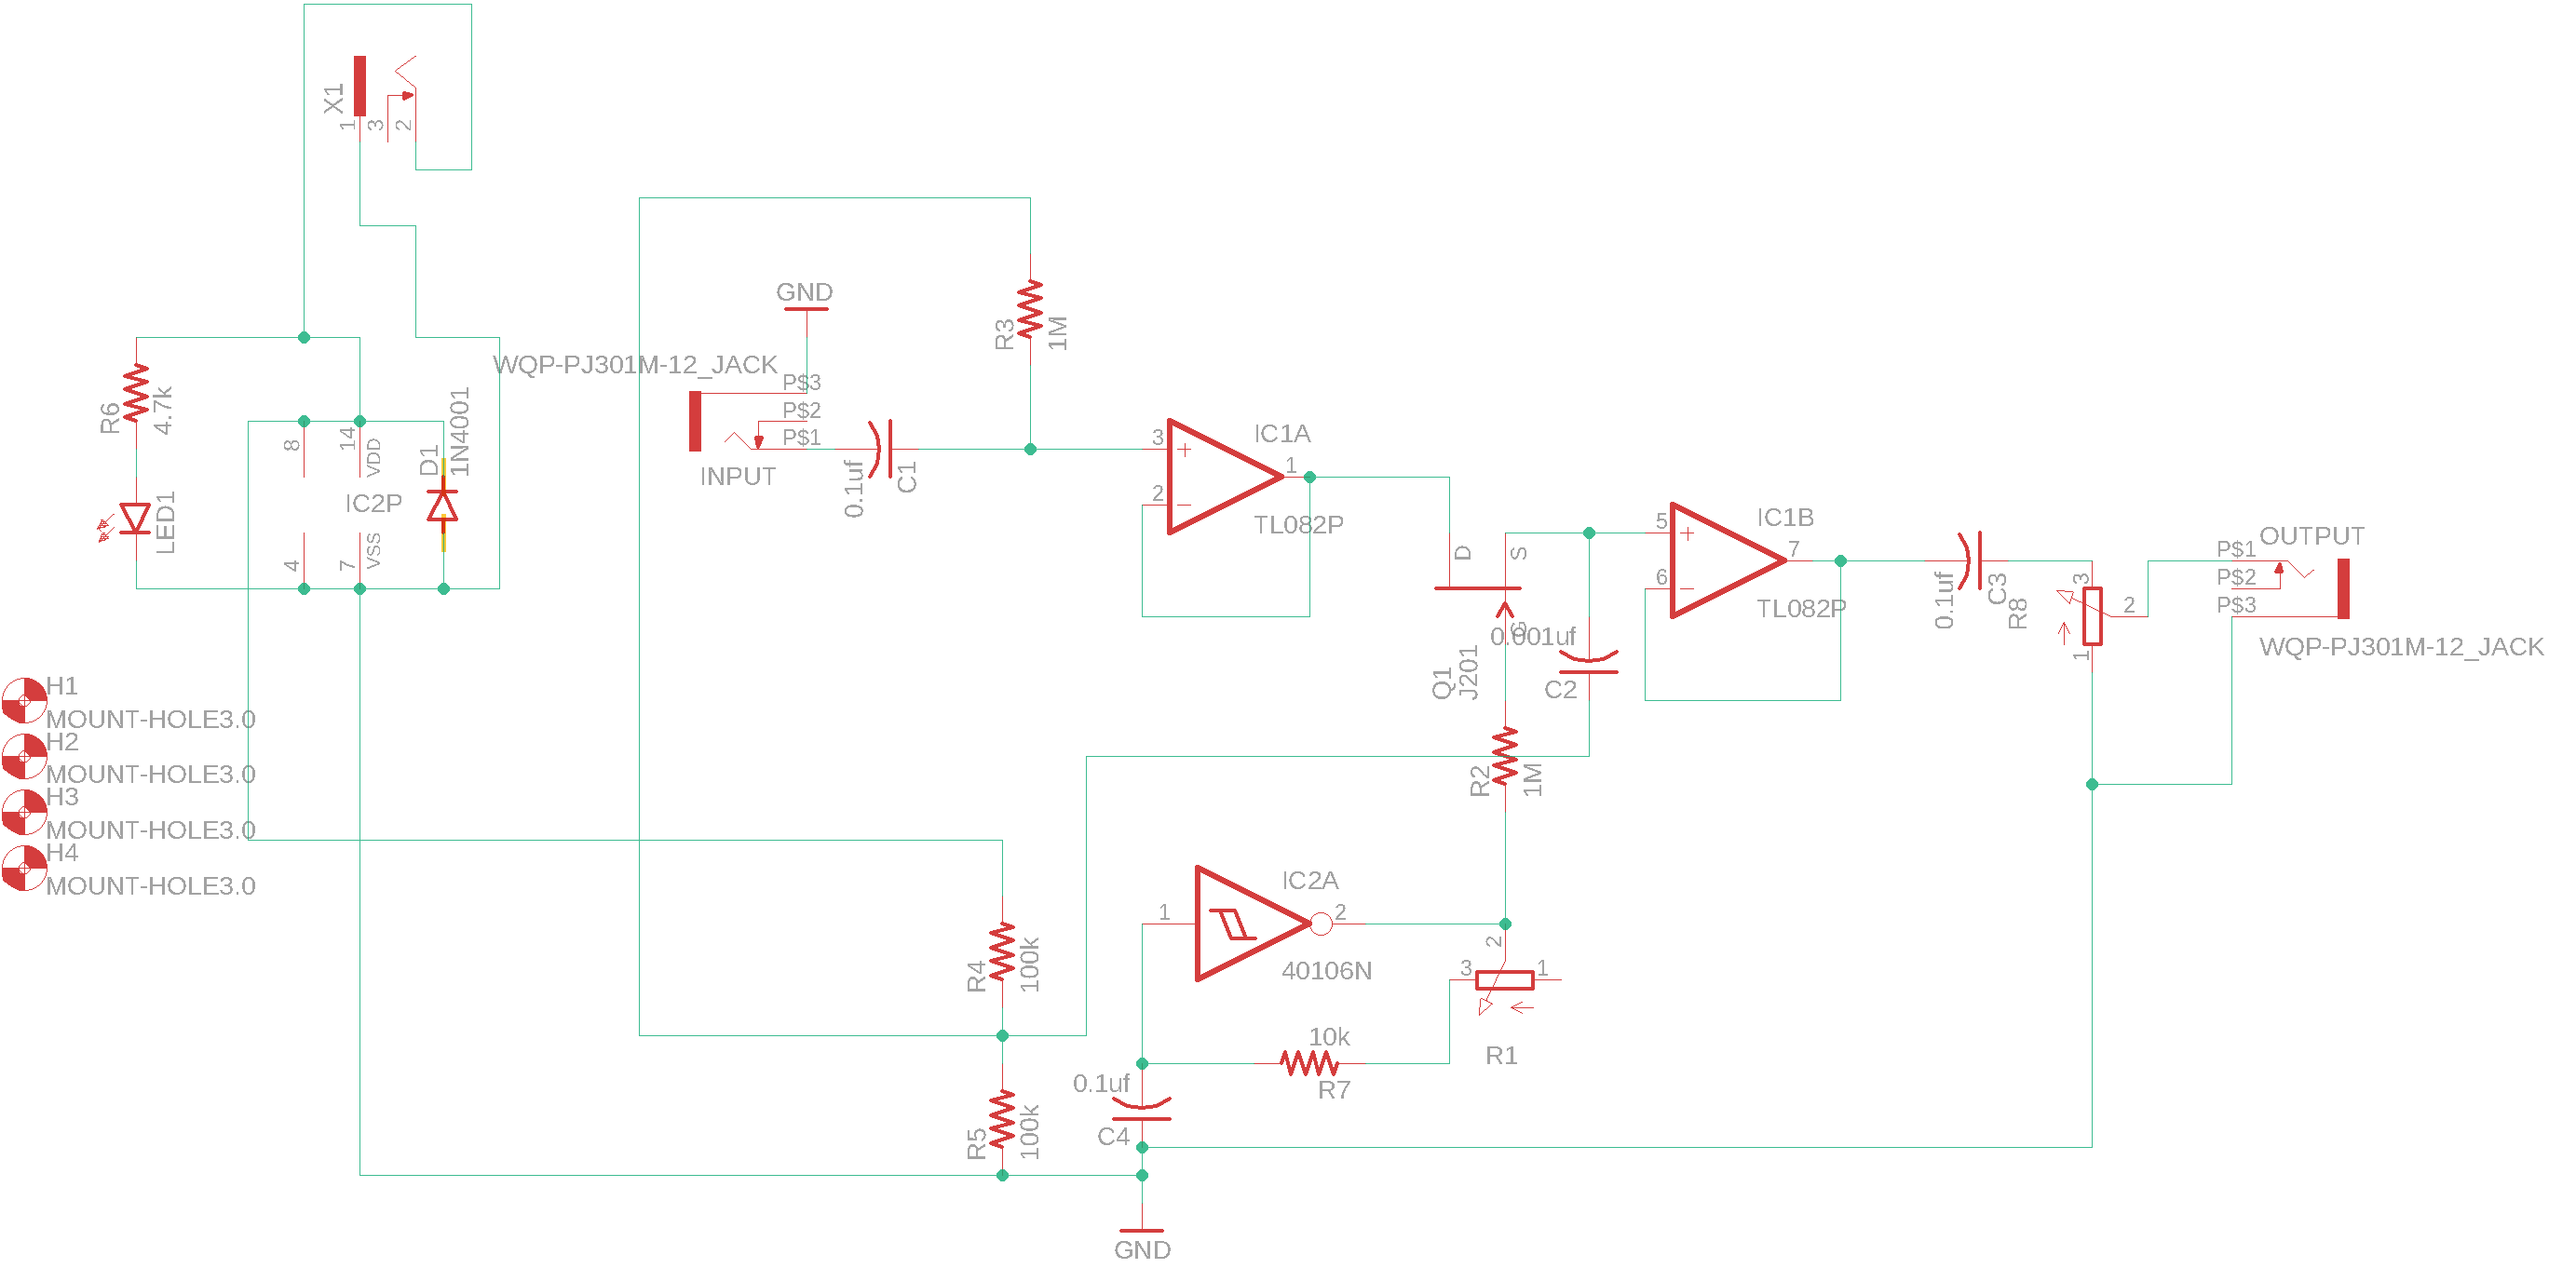 X1
1
3
2
GND
R3
1M
WQP-PJ301M-12_JACK
P$3
P$2
P$1
INPUT
0.1uf
C1
R6
4.7k
LED1
8
14
VDD
IC2P
4
7
VSS
D1
1N4001
3
2
1
IC1A
TL082P
D
S
G
Q1
J201
0.001uf
C2
5
6
7
IC1B
TL082P
0.1uf
C3
R8
3
2
1
OUTPUT
P$1
P$2
P$3
WQP-PJ301M-12_JACK
H1
MOUNT-HOLE3.0
H2
MOUNT-HOLE3.0
H3
MOUNT-HOLE3.0
H4
MOUNT-HOLE3.0
R2
1M
R4
100k
1
IC2A
2
40106N
2
3
1
R1
10k
R7
0.1uf
C4
R5
100k
GND